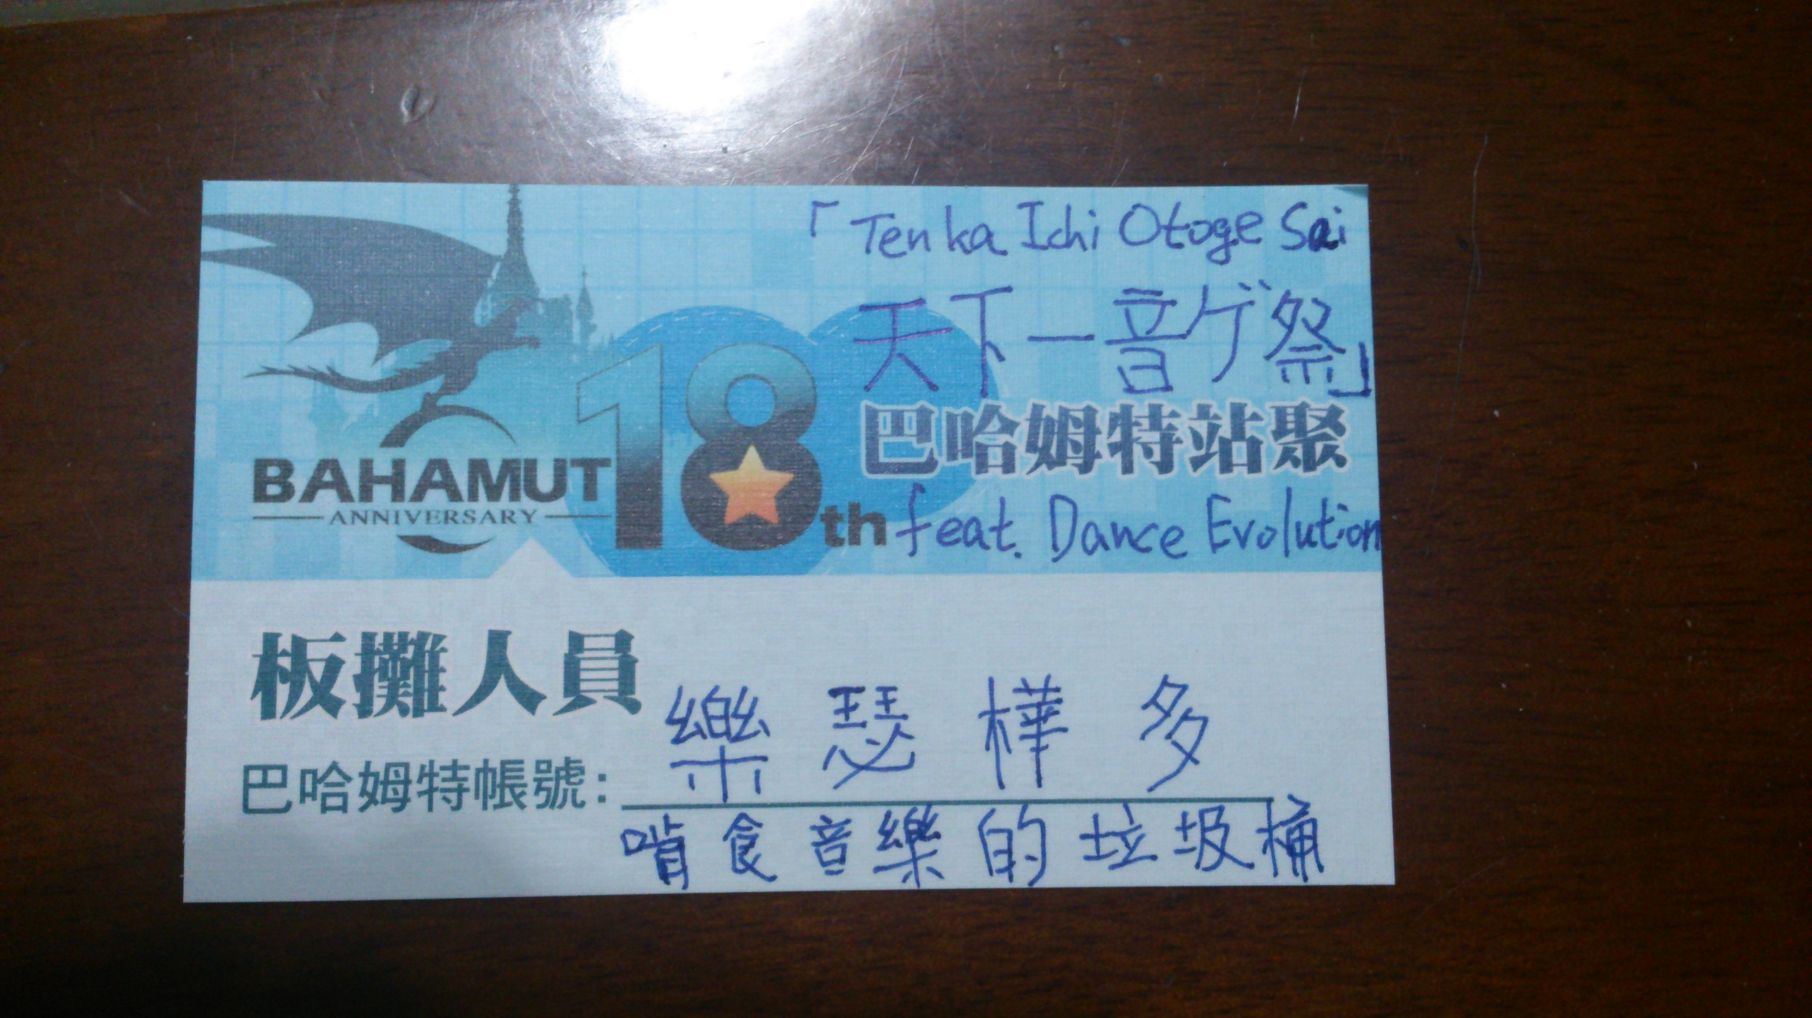 「Tenka Ichi Otoge Sai
天下一音ゲ祭」
巴哈姆特站聚
BAHAMUT
ANNIVERSARY
18th
feat. Dance Evolution
板攤人員
巴哈姆特帳號：樂瑟樺多
啃食音樂的垃圾桶